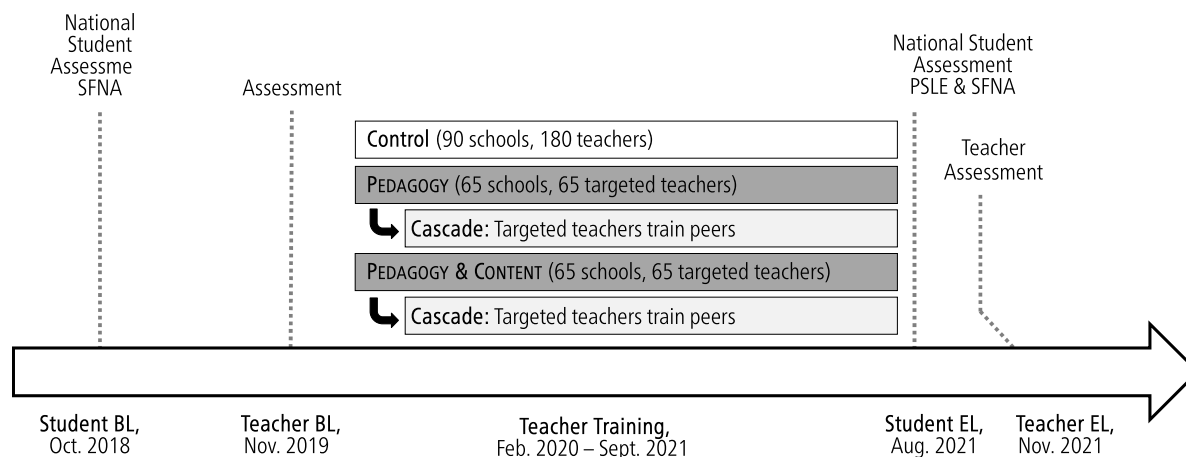 National
Student
Assessme
SFNA
Assessment
National Student
Assessment
PSLE & SFNA
Teacher
Assessment
Control (90 schools, 180 teachers)
PEDAGOGY (65 schools, 65 targeted teachers)
Cascade: Targeted teachers train peers
PEDAGOGY & CONTENT (65 schools, 65 targeted teachers)
Cascade: Targeted teachers train peers
Student BL,
Oct. 2018
Teacher BL,
Nov. 2019
Teacher Training,
Feb. 2020 – Sept. 2021
Student EL,
Aug. 2021
Teacher EL,
Nov. 2021